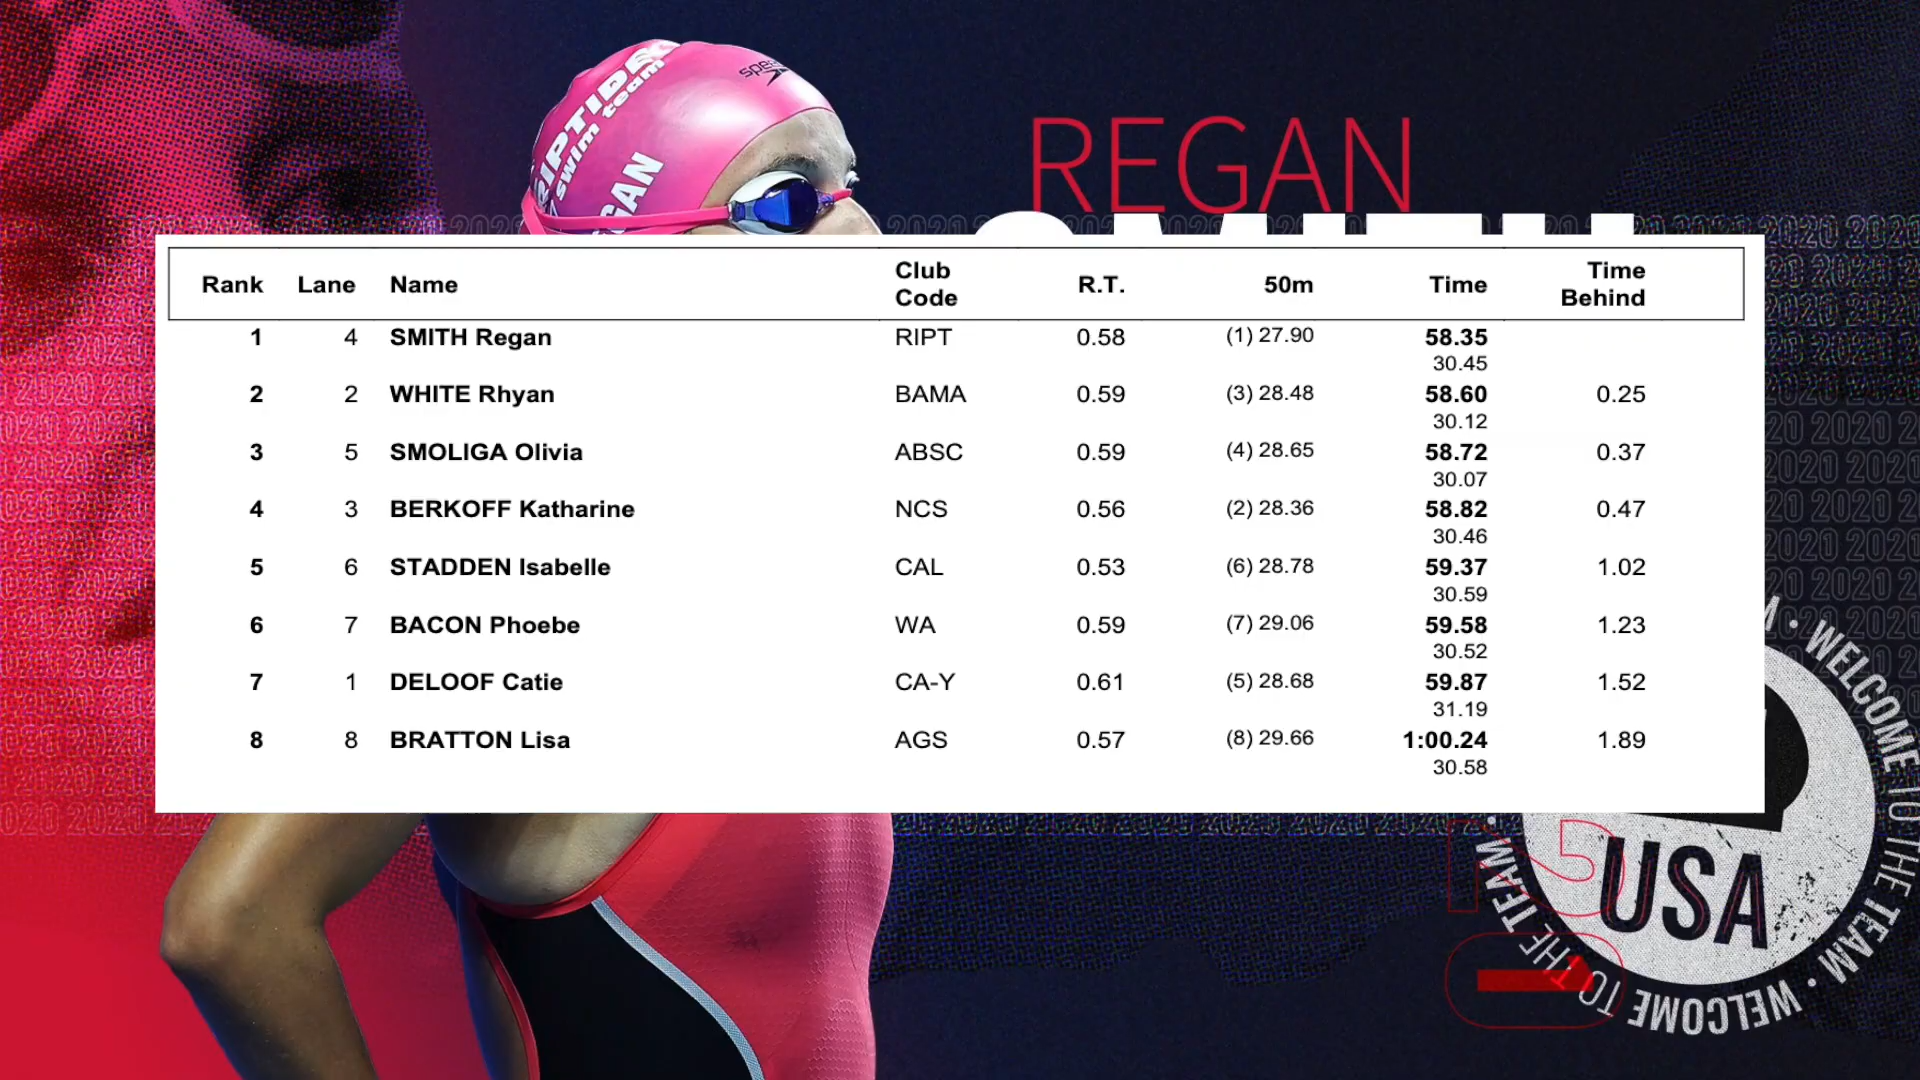 RIPTIDE
swim team
speedo
REGAN
SMITH
Rank Lane Name Club Code R.T. 50m Time Time Behind
1 4 SMITH Regan RIPT 0.58 (1) 27.90 58.35
30.45
2 2 WHITE Rhyan BAMA 0.59 (3) 28.48 58.60 0.25
30.12
3 5 SMOLIGA Olivia ABSC 0.59 (4) 28.65 58.72 0.37
30.07
4 3 BERKOFF Katharine NCS 0.56 (2) 28.36 58.82 0.47
30.46
5 6 STADDEN Isabelle CAL 0.53 (6) 28.78 59.37 1.02
30.59
6 7 BACON Phoebe WA 0.59 (7) 29.06 59.58 1.23
30.52
7 1 DELOOF Catie CA-Y 0.61 (5) 28.68 59.87 1.52
31.19
8 8 BRATTON Lisa AGS 0.57 (8) 29.66 1:00.24 1.89
30.58
2020 2020 2020
WELCOME TO THE TEAM • WELCOME TO THE TEAM •
USA